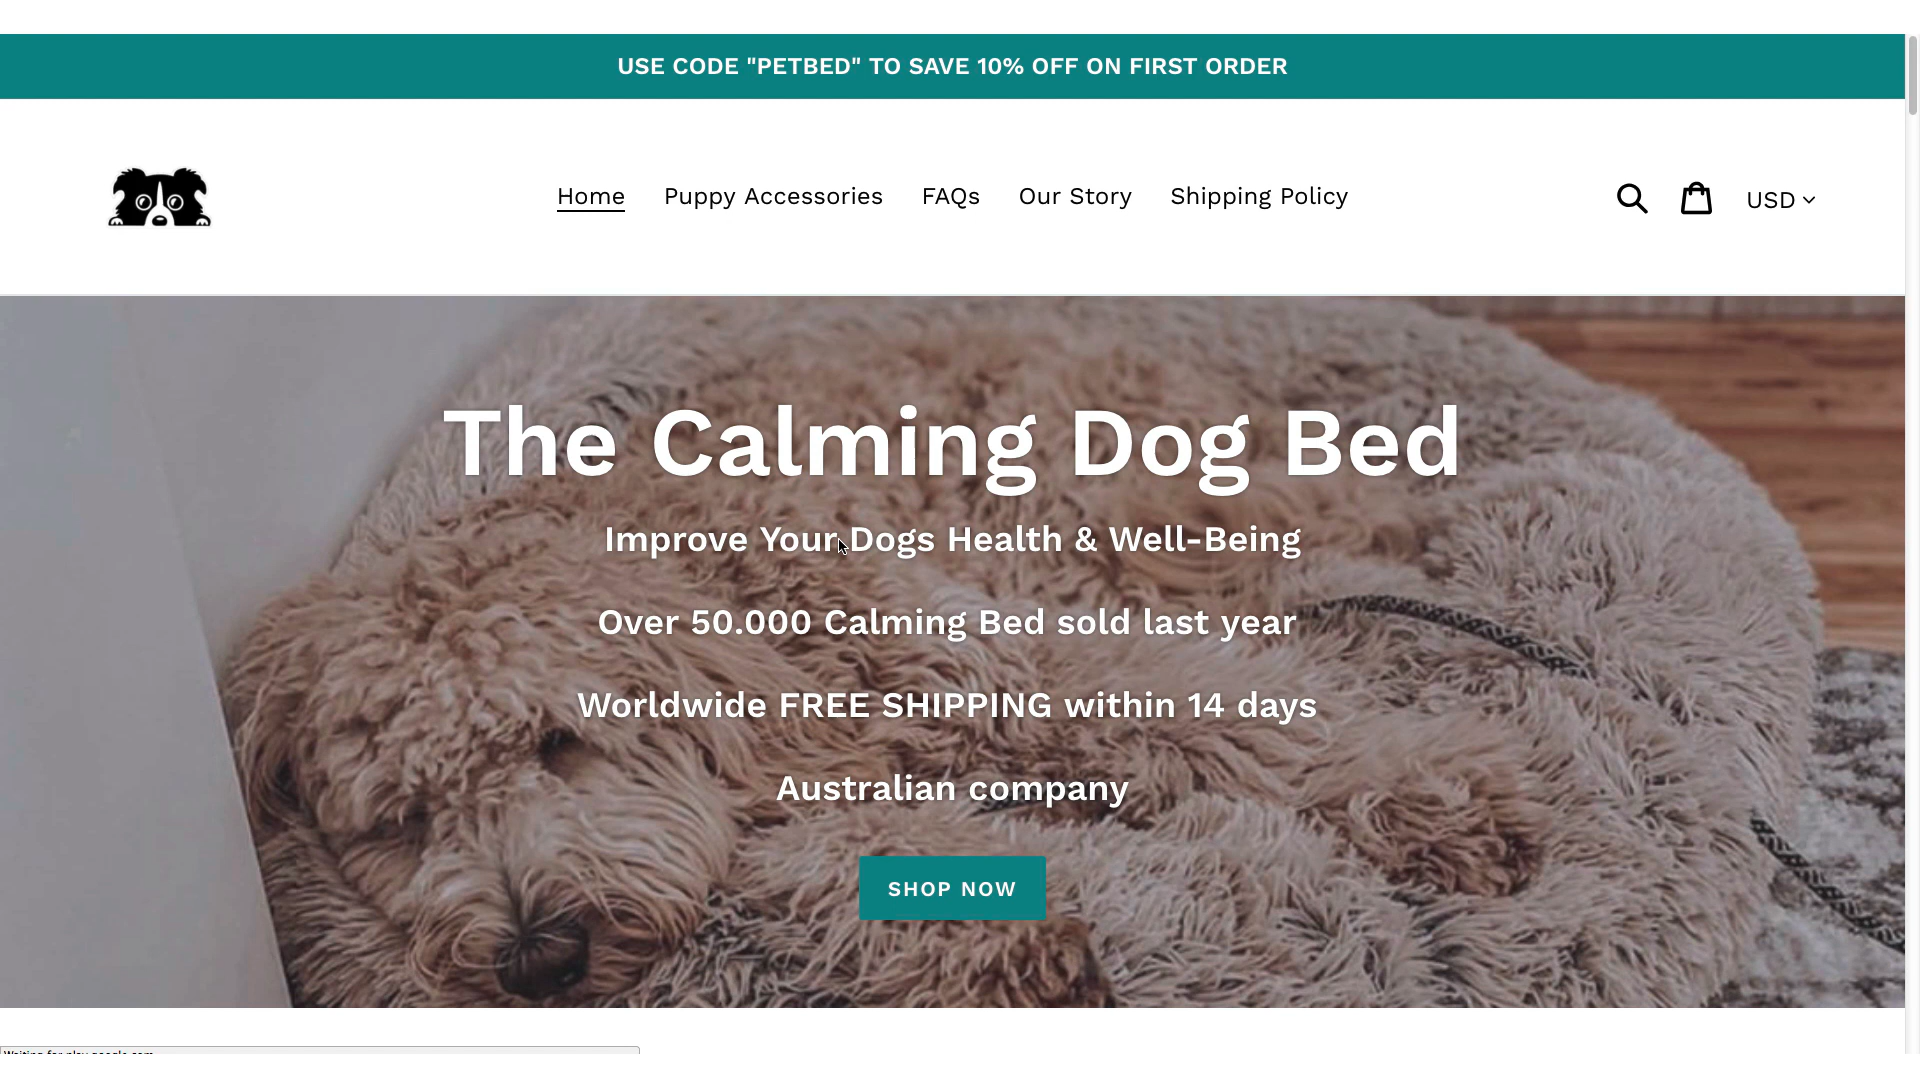 USE CODE "PETBED" TO SAVE 10% OFF ON FIRST ORDER
Home
Puppy Accessories
FAQs
Our Story
Shipping Policy
USD
The Calming Dog Bed
Improve Your Dogs Health & Well-Being
Over 50.000 Calming Bed sold last year
Worldwide FREE SHIPPING within 14 days
Australian company
SHOP NOW